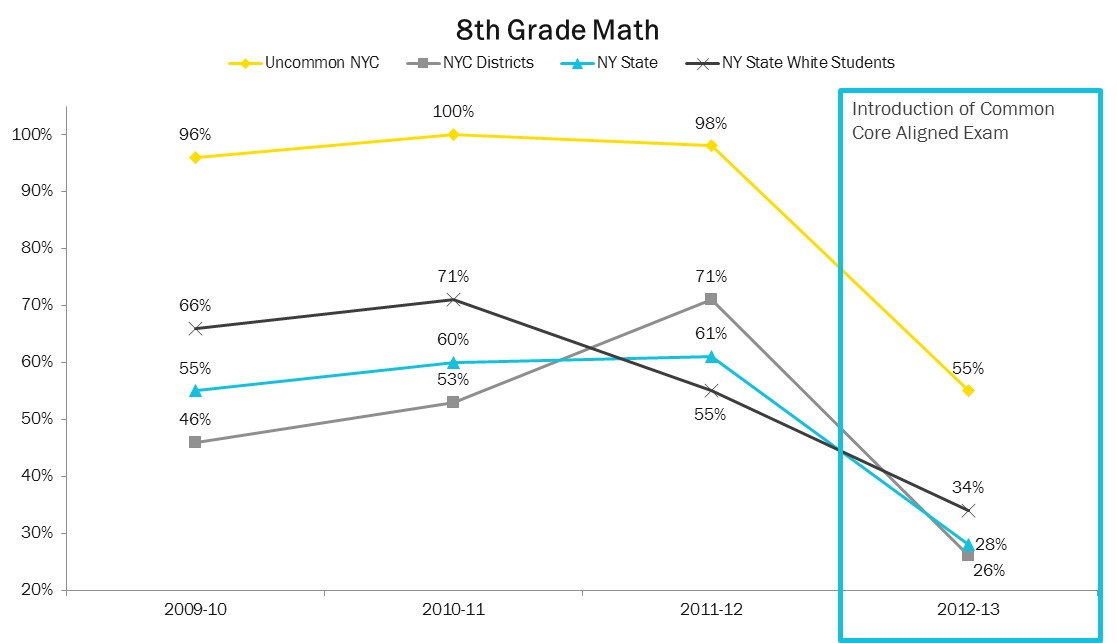 8th Grade Math
Uncommon NYC NYC Districts NY State NY State White Students
Introduction of Common
Core Aligned Exam
100%
90%
80%
70%
60%
50%
40%
30%
20%
96% 100% 98% 55%
66% 71% 55% 34%
55% 60% 61% 28%
46% 53% 71% 26%
2009-10 2010-11 2011-12 2012-13